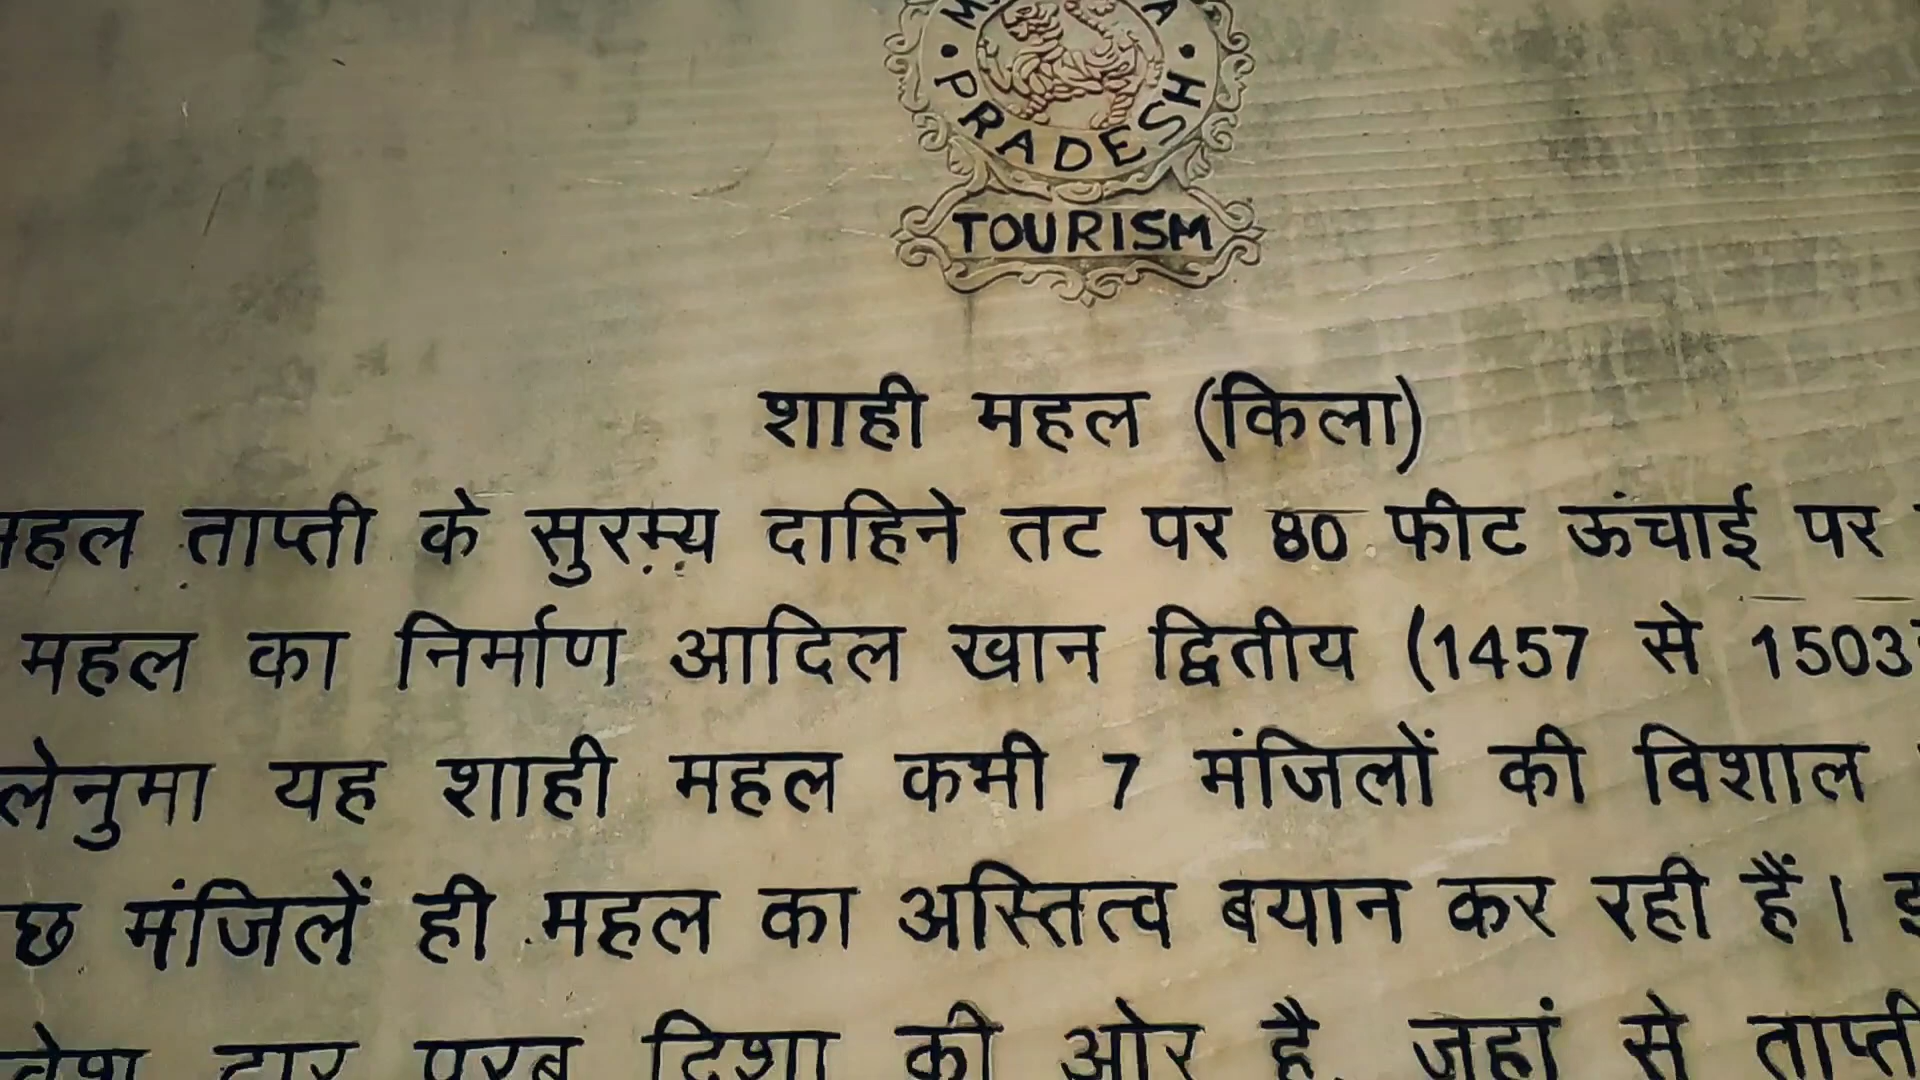 PRADESH
TOURISM
शाही महल (किला)
महल ताप्ती के सुरम्य दाहिने तट पर 80 फीट ऊंचाई पर
महल का निर्माण आदिल खान द्वितीय (1457 से 1503
लेनुमा यह शाही महल कभी 7 मंजिलों की विशाल
छ मंजिलें ही महल का अस्तित्व बयान कर रही हैं।
द्वार पूरब दिशा की ओर है, जहां से ताप्ती